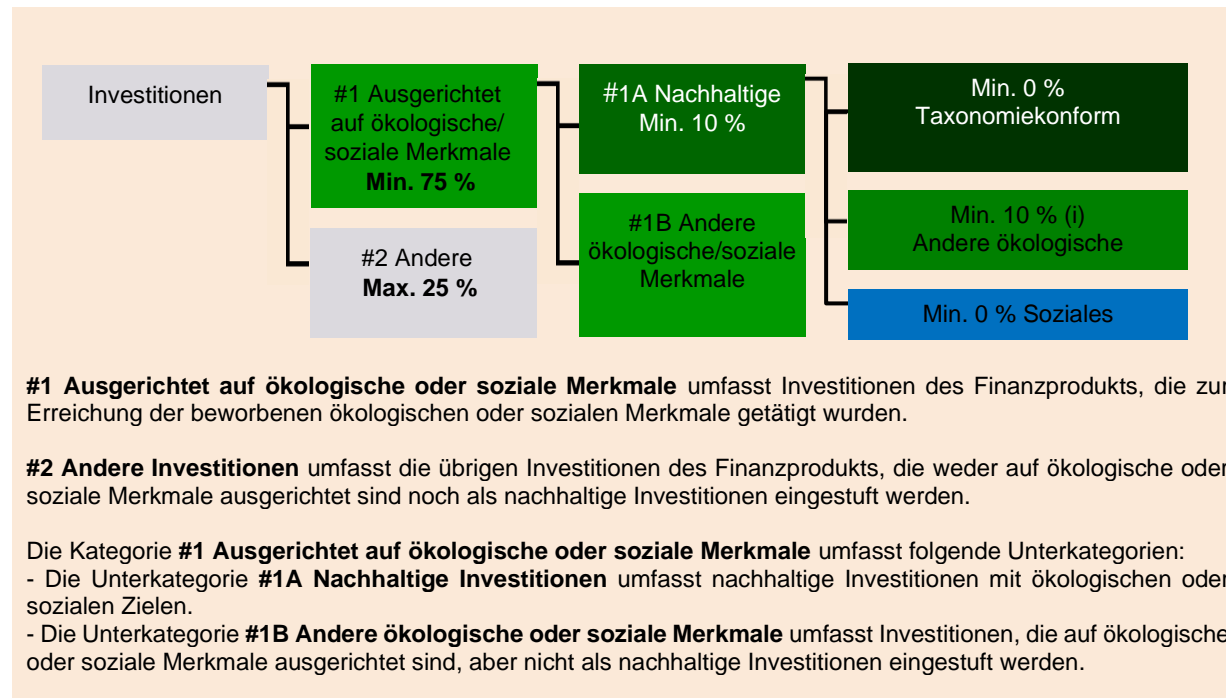 Investitionen
#1 Ausgerichtet
auf ökologische/
soziale Merkmale
Min. 75 %
#2 Andere
Max. 25 %
#1A Nachhaltige
Min. 10 %
#1B Andere
ökologische/soziale
Merkmale
Min. 0 %
Taxonomiekonform
Min. 10 % (i)
Andere ökologische
Min. 0 % Soziales
#1 Ausgerichtet auf ökologische oder soziale Merkmale umfasst Investitionen des Finanzprodukts, die zur
Erreichung der beworbenen ökologischen oder sozialen Merkmale getätigt wurden.
#2 Andere Investitionen umfasst die übrigen Investitionen des Finanzprodukts, die weder auf ökologische oder
soziale Merkmale ausgerichtet sind noch als nachhaltige Investitionen eingestuft werden.
Die Kategorie #1 Ausgerichtet auf ökologische oder soziale Merkmale umfasst folgende Unterkategorien:
- Die Unterkategorie #1A Nachhaltige Investitionen umfasst nachhaltige Investitionen mit ökologischen oder
sozialen Zielen.
- Die Unterkategorie #1B Andere ökologische oder soziale Merkmale umfasst Investitionen, die auf ökologische
oder soziale Merkmale ausgerichtet sind, aber nicht als nachhaltige Investitionen eingestuft werden.